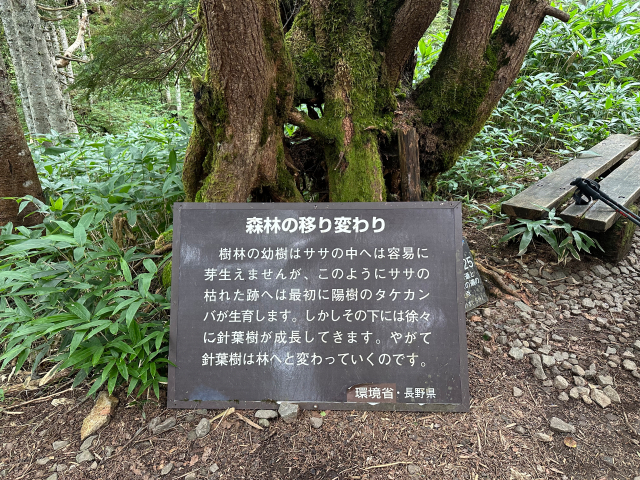 森林の移り変わり
樹林の幼樹はササの中へは容易に
芽生えませんが、このようにササの
枯れた跡へは最初に陽樹のタケカン
バが生育します。しかしその下には徐々
に針葉樹が成長してきます。やがて
針葉樹は林へと変わっていくのです。
環境省・長野県
25